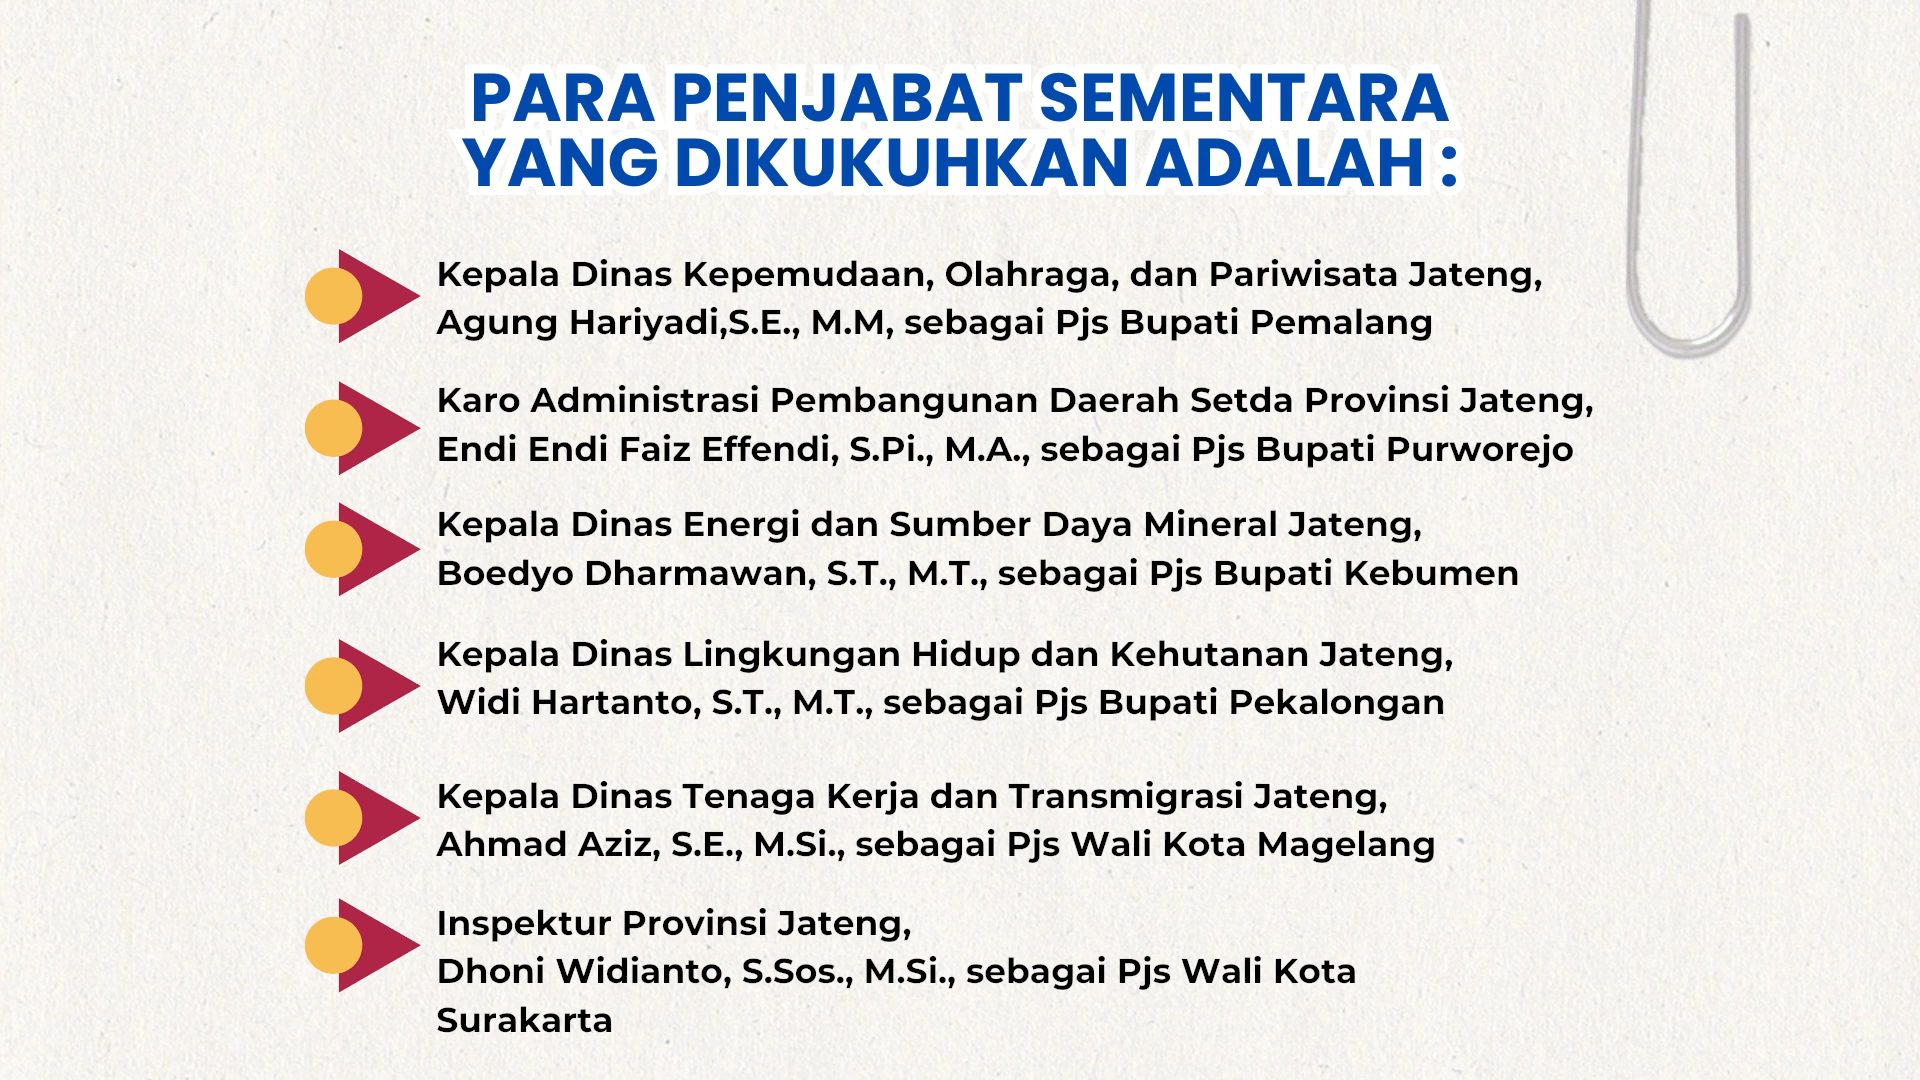 PARA PENJABAT SEMENTARA
YANG DIKUKUHKAN ADALAH :
Kepala Dinas Kepemudaan, Olahraga, dan Pariwisata Jateng,
Agung Hariyadi,S.E., M.M, sebagai Pjs Bupati Pemalang
Karo Administrasi Pembangunan Daerah Setda Provinsi Jateng,
Endi Endi Faiz Effendi, S.Pi., M.A., sebagai Pjs Bupati Purworejo
Kepala Dinas Energi dan Sumber Daya Mineral Jateng,
Boedyo Dharmawan, S.T., M.T., sebagai Pjs Bupati Kebumen
Kepala Dinas Lingkungan Hidup dan Kehutanan Jateng,
Widi Hartanto, S.T., M.T., sebagai Pjs Bupati Pekalongan
Kepala Dinas Tenaga Kerja dan Transmigrasi Jateng,
Ahmad Aziz, S.E., M.Si., sebagai Pjs Wali Kota Magelang
Inspektur Provinsi Jateng,
Dhoni Widianto, S.Sos., M.Si., sebagai Pjs Wali Kota
Surakarta